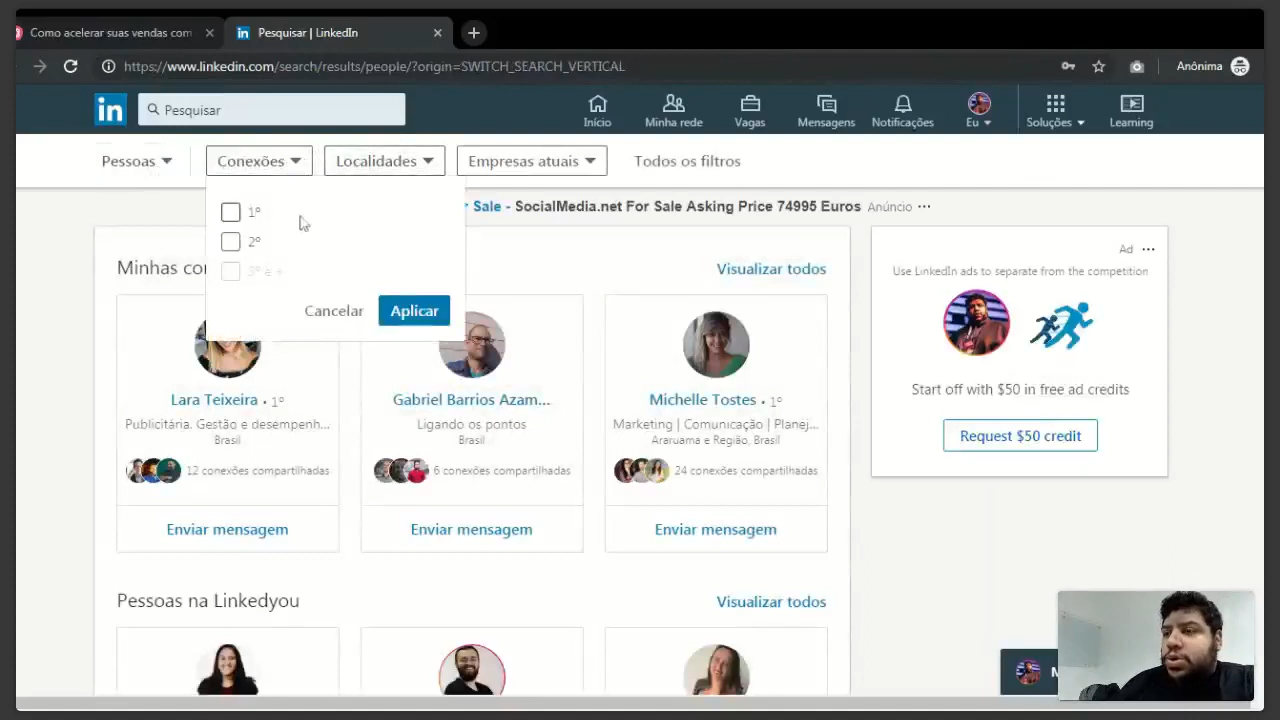 Como acelerar suas vendas com
Pesquisar | LinkedIn
https://www.linkedin.com/search/results/people/?origin=SWITCH_SEARCH_VERTICAL
Anônima
in
Pesquisar
Início
Minha rede
Vagas
Mensagens
Notificações
Eu
Soluções
Learning
Pessoas
Conexões
Localidades
Empresas atuais
Todos os filtros
1º
2º
3º e +
Cancelar
Aplicar
Sale - SocialMedia.net For Sale Asking Price 74995 Euros
Anúncio
Minhas co
Visualizar todos
Lara Teixeira • 1º
Publicitária. Gestão e desempenh...
Brasil
12 conexões compartilhadas
Enviar mensagem
Gabriel Barrios Azam...
Ligando os pontos
Brasil
6 conexões compartilhadas
Enviar mensagem
Michelle Tostes • 1º
Marketing | Comunicação | Planej...
Araruama e Região, Brasil
24 conexões compartilhadas
Enviar mensagem
Ad
Use LinkedIn ads to separate from the competition
Start off with $50 in free ad credits
Request $50 credit
Pessoas na Linkedyou
Visualizar todos
M